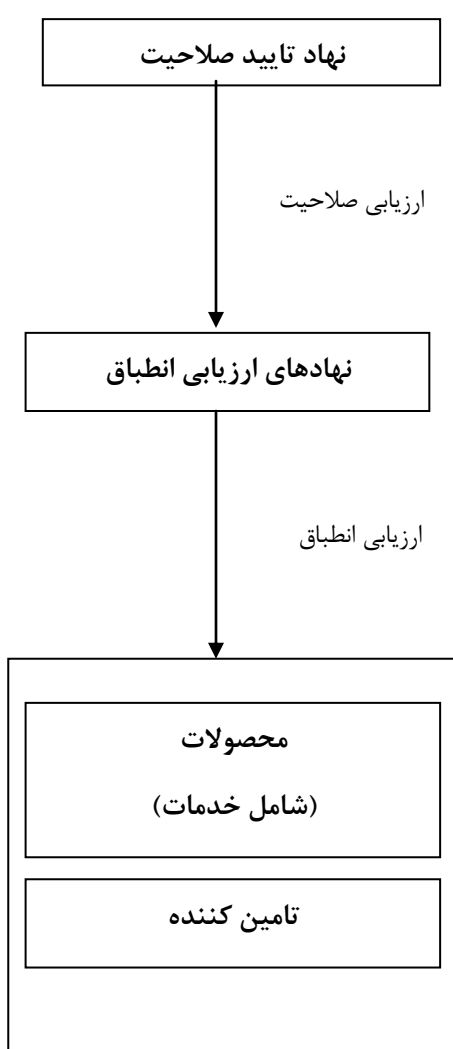 نهاد تایید صلاحیت
ارزیابی صلاحیت
نهادهای ارزیابی انطباق
ارزیابی انطباق
محصولات
(شامل خدمات)
تامین کننده